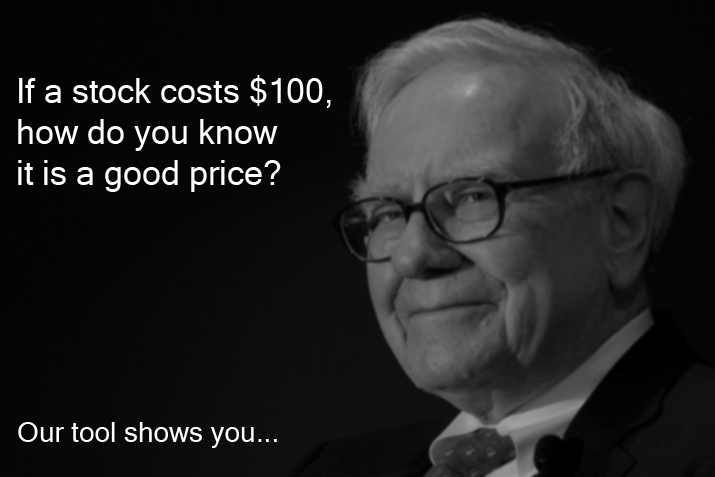 If a stock costs $100,
how do you know
it is a good price?
Our tool shows you...